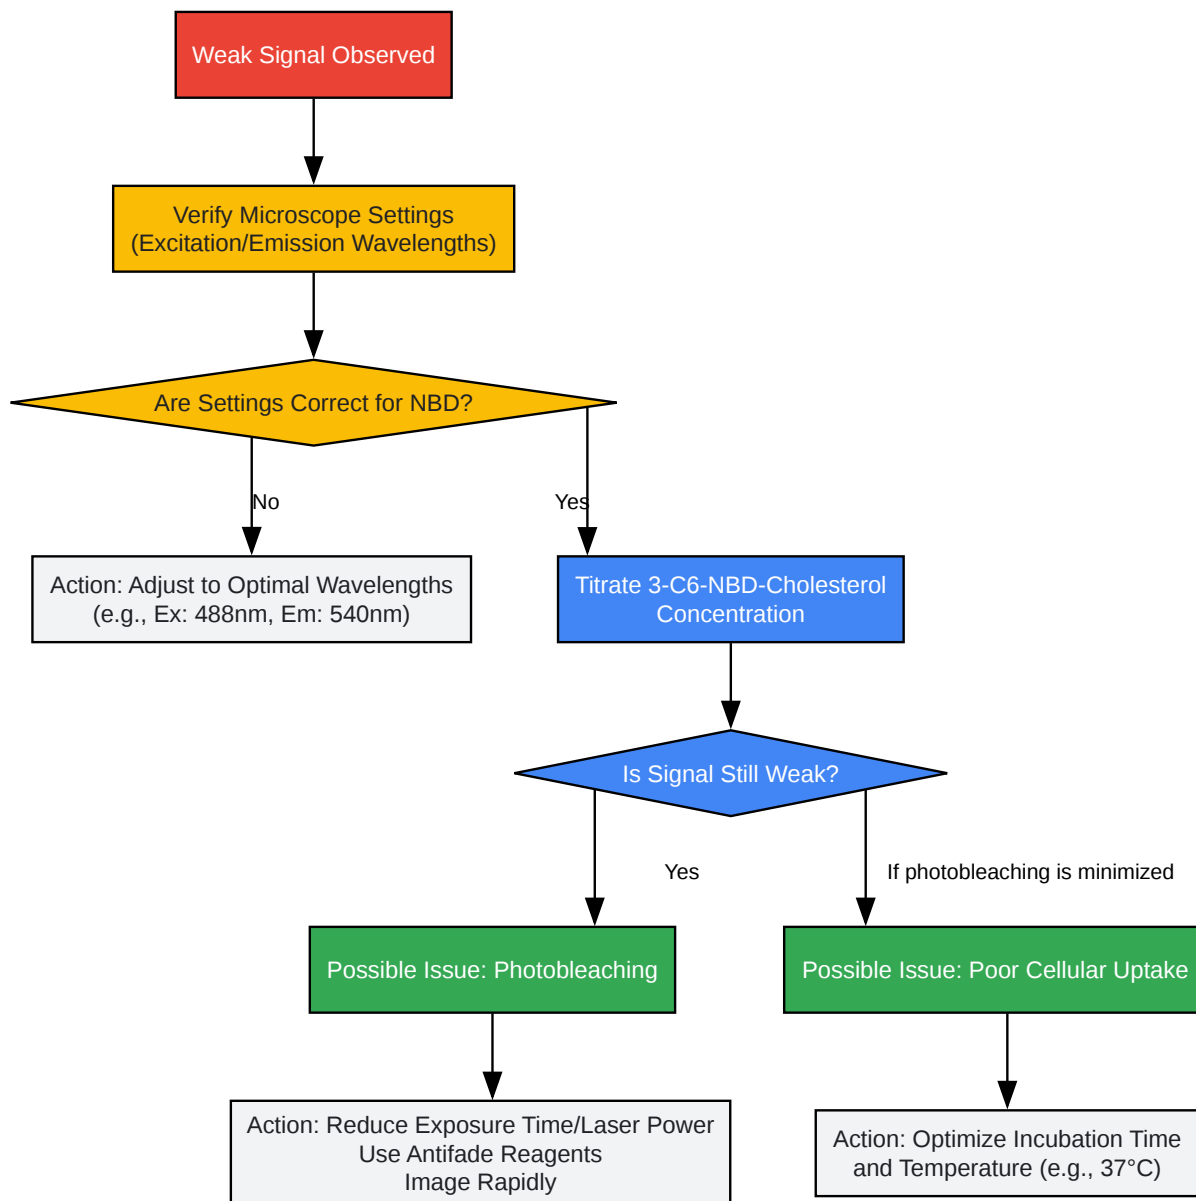 Weak Signal Observed
Verify Microscope Settings
(Excitation/Emission Wavelengths)
Are Settings Correct for NBD?
No
Yes
Action: Adjust to Optimal Wavelengths
(e.g., Ex: 488nm, Em: 540nm)
Titrate 3-C6-NBD-Cholesterol
Concentration
Is Signal Still Weak?
Yes
If photobleaching is minimized
Possible Issue: Photobleaching
Possible Issue: Poor Cellular Uptake
Action: Reduce Exposure Time/Laser Power
Use Antifade Reagents
Image Rapidly
Action: Optimize Incubation Time
and Temperature (e.g., 37°C)